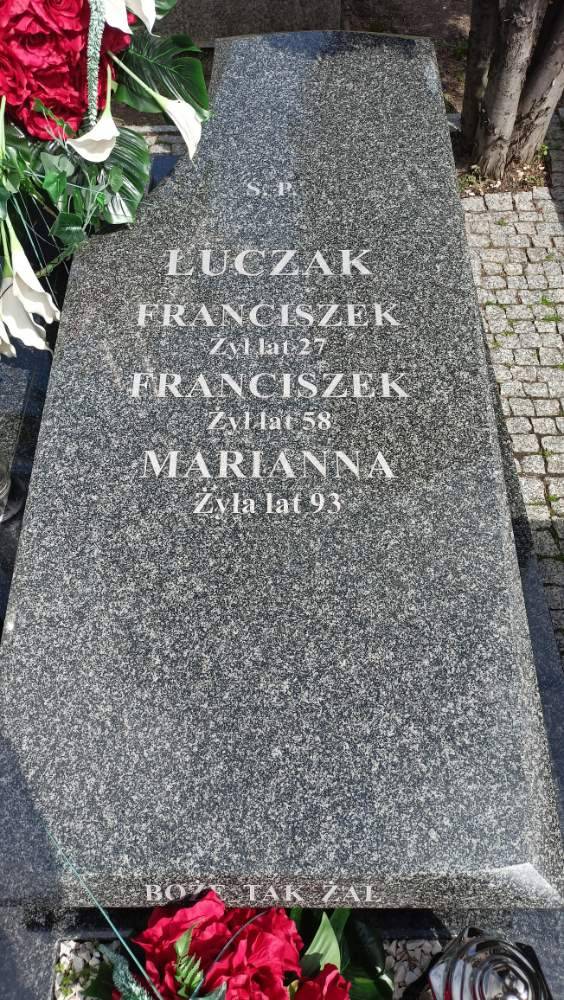 Ś. P.
ŁUCZAK
FRANCISZEK
Żył lat 27
FRANCISZEK
Żył lat 58
MARIANNA
Żyła lat 93
BOŻE TAK ŻAL